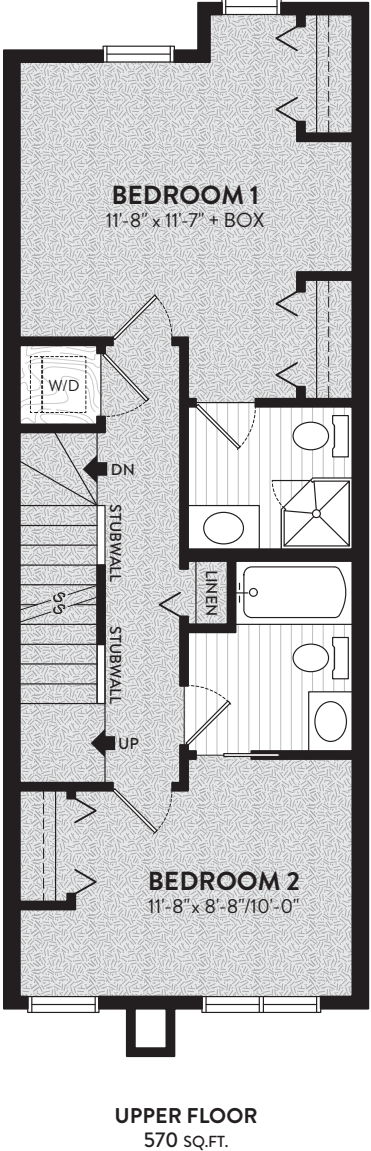 BEDROOM 1
11'-8" x 11'-7" + BOX
W/D
DN
STUBWALL
LINEN
STUBWALL
UP
BEDROOM 2
11'-8"x 8'-8"/10'-0"
UPPER FLOOR
570 SQ.FT.